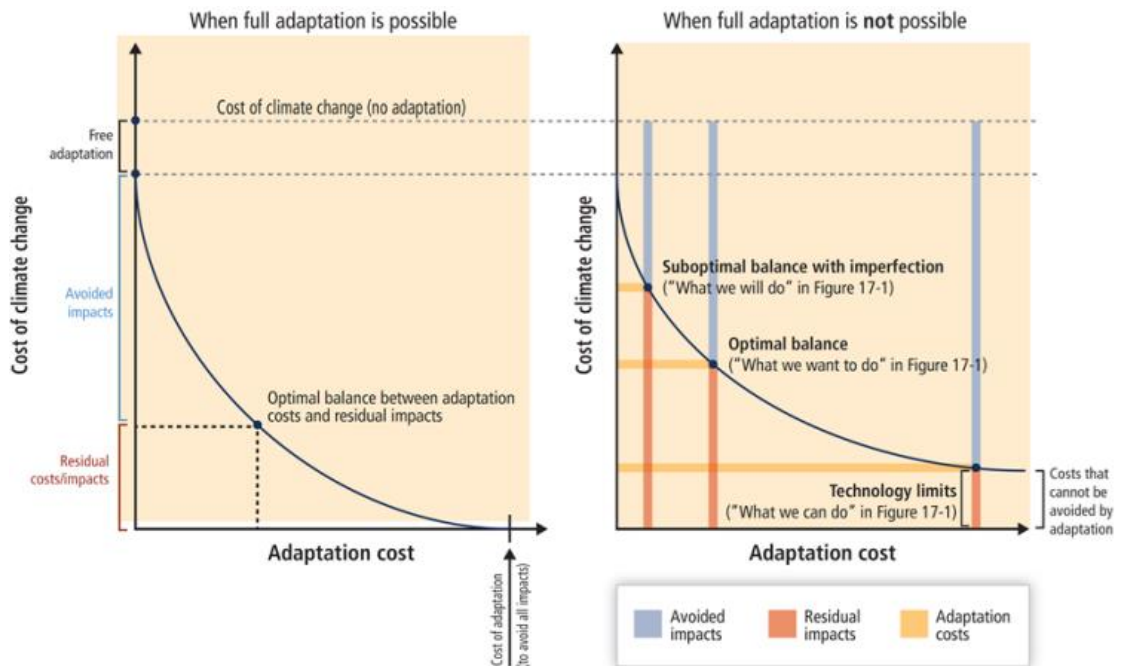 When full adaptation is possible
Cost of climate change (no adaptation)
Free
adaptation
Cost of climate change
Avoided
impacts
Optimal balance between adaptation
costs and residual impacts
Residual
costs/impacts
Adaptation cost
Cost of adaptation
(to avoid all impacts)
When full adaptation is not possible
Cost of climate change
Suboptimal balance with imperfection
("What we will do" in Figure 17-1)
Optimal balance
("What we want to do" in Figure 17-1)
Technology limits
("What we can do" in Figure 17-1)
Costs that
cannot be
avoided by
adaptation
Adaptation cost
Avoided
impacts
Residual
impacts
Adaptation
costs